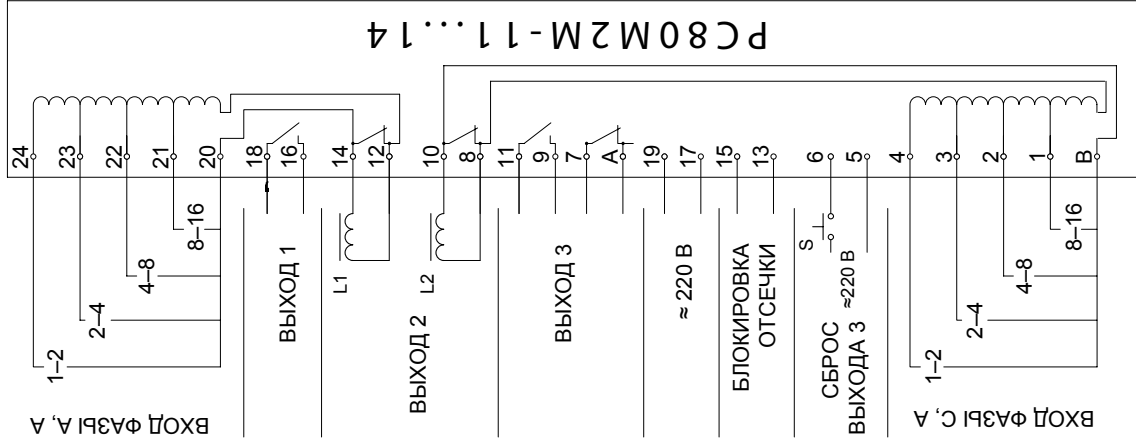 РС80М2М-11...14
24
23
22
21
20
18
16
14
12
10
8
11
9
7
А
19
17
15
13
6
5
4
3
2
1
В
8–16
4–8
2–4
1–2
ВХОД ФАЗЫ А, А
ВЫХОД 1
L1
L2
ВЫХОД 2
ВЫХОД 3
≈ 220 В
БЛОКИРОВКА
ОТСЕЧКИ
S
≈220 В
СБРОС
ВЫХОДА 3
8–16
4–8
2–4
1–2
ВХОД ФАЗЫ С, А